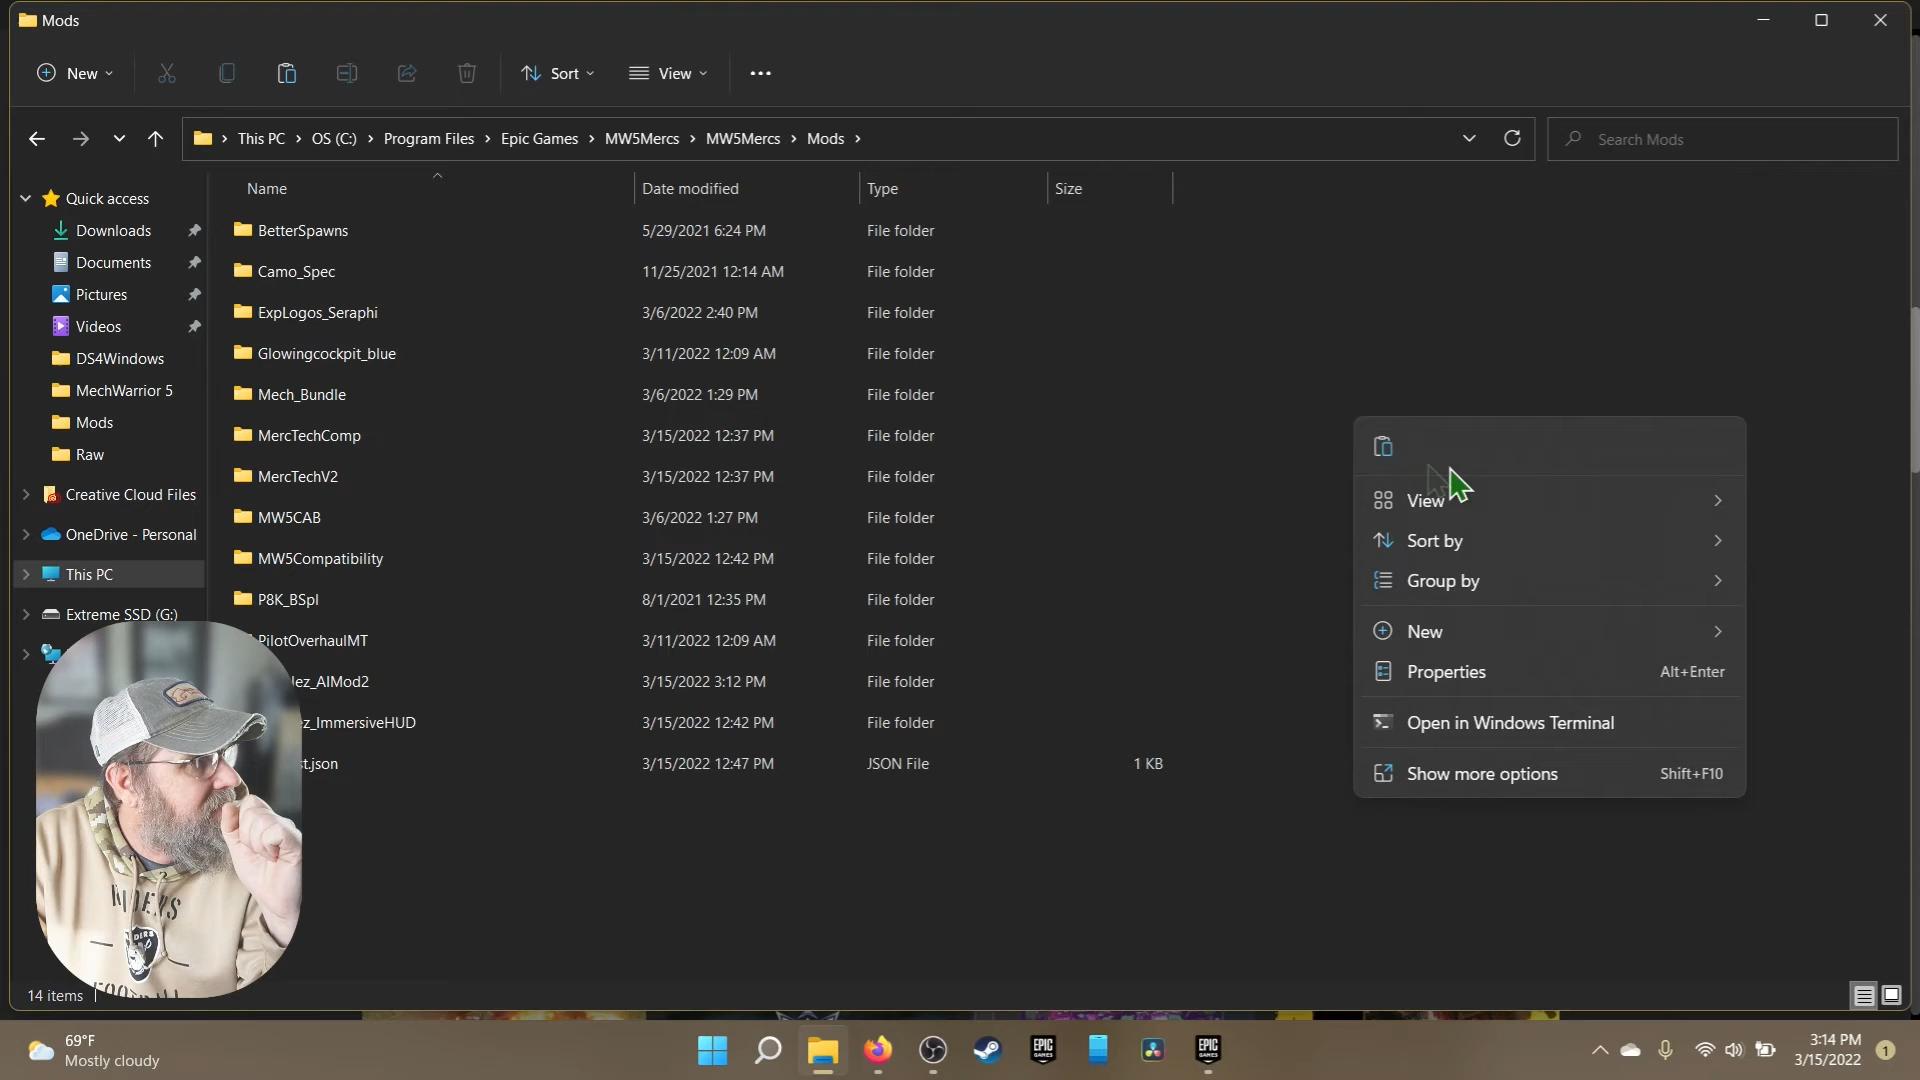 Mods
New
Sort
View
This PC > OS (C:) > Program Files > Epic Games > MW5Mercs > MW5Mercs > Mods >
Search Mods
Name Date modified Type Size
Quick access
Downloads
Documents
Pictures
Videos
DS4Windows
MechWarrior 5
Mods
Raw
Creative Cloud Files
OneDrive - Personal
This PC
Extreme SSD (G:)
BetterSpawns 5/29/2021 6:24 PM File folder
Camo_Spec 11/25/2021 12:14 AM File folder
ExpLogos_Seraphi 3/6/2022 2:40 PM File folder
Glowingcockpit_blue 3/11/2022 12:09 AM File folder
Mech_Bundle 3/6/2022 1:29 PM File folder
MercTechComp 3/15/2022 12:37 PM File folder
MercTechV2 3/15/2022 12:37 PM File folder
MW5CAB 3/6/2022 1:27 PM File folder
MW5Compatibility 3/15/2022 12:42 PM File folder
P8K_BSpl 8/1/2021 12:35 PM File folder
PilotOverhaulMT 3/11/2022 12:09 AM File folder
lez_AIMod2 3/15/2022 3:12 PM File folder
ez_ImmersiveHUD 3/15/2022 12:42 PM File folder
st.json 3/15/2022 12:47 PM JSON File 1 KB
View
Sort by
Group by
New
Properties Alt+Enter
Open in Windows Terminal
Show more options Shift+F10
RAIDERS
FOOTBALL
14 items
69°F
Mostly cloudy
EPIC GAMES
EPIC GAMES
3:14 PM
3/15/2022
1